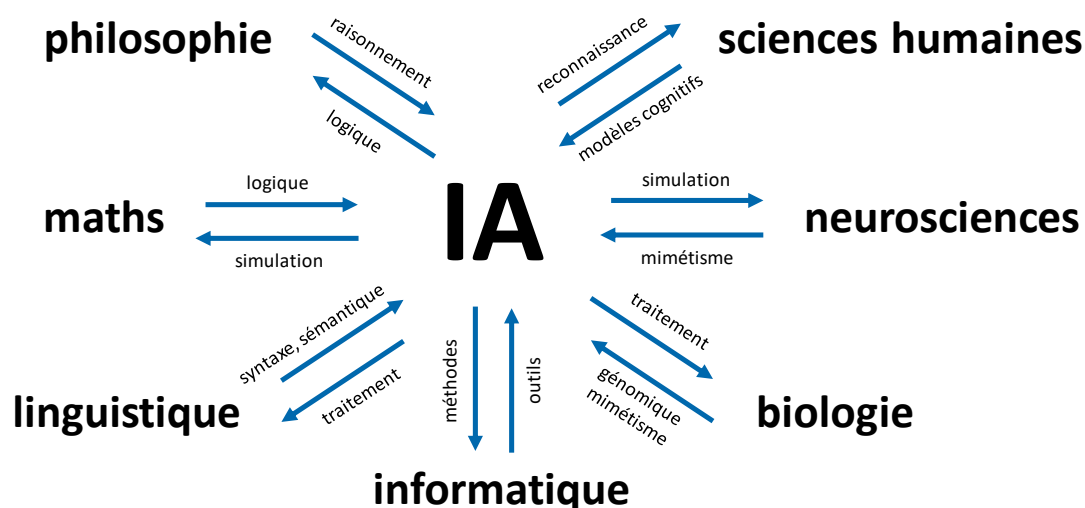 philosophie
raisonnement
logique
reconnaissance
modèles cognitifs
sciences humaines
maths
logique
simulation
IA
simulation
mimétisme
neurosciences
linguistique
syntaxe, sémantique
traitement
méthodes
outils
informatique
traitement
génomique
mimétisme
biologie